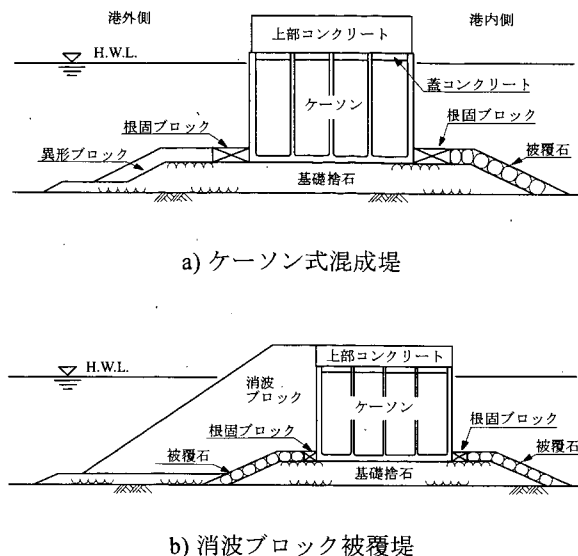 港外側
港内側
上部コンクリート
H.W.L.
蓋コンクリート
ケーソン
根固ブロック
根固ブロック
異形ブロック
被覆石
基礎捨石
a) ケーソン式混成堤
H.W.L.
上部コンクリート
消波
ブロック
ケーソン
根固ブロック
根固ブロック
被覆石
被覆石
基礎捨石
b) 消波ブロック被覆堤